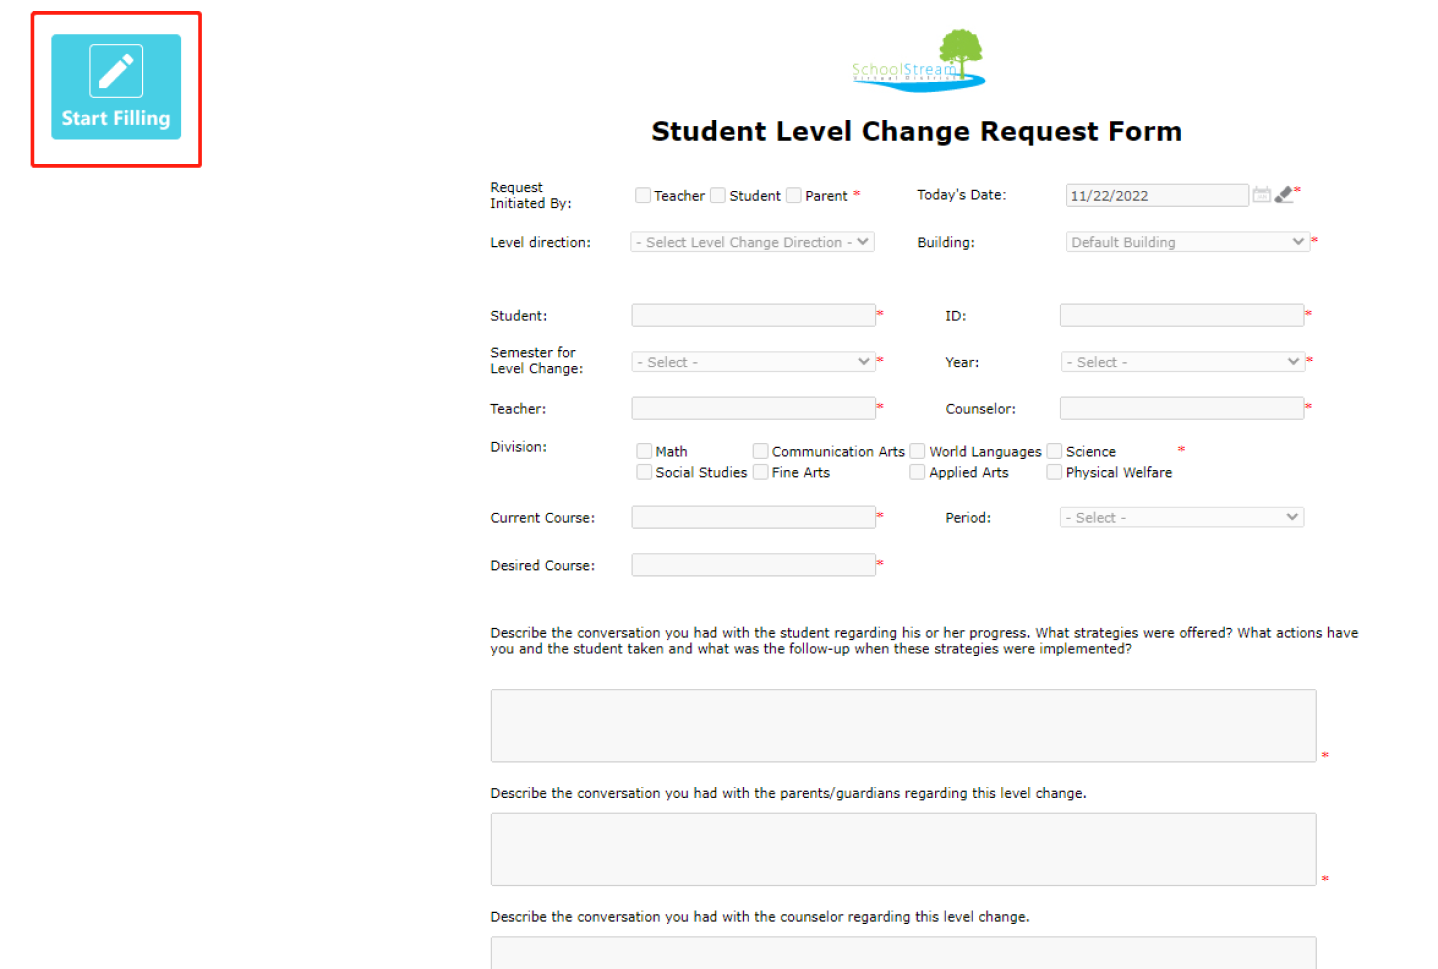 Start Filling
SchoolStream
Virtual District
Student Level Change Request Form
Request
Initiated By:
Teacher Student Parent *
Today's Date:
11/22/2022 *
Level direction:
- Select Level Change Direction -
Building:
Default Building *
Student: *
ID: *
Semester for
Level Change:
- Select - *
Year:
- Select - *
Teacher: *
Counselor: *
Division:
Math Communication Arts World Languages Science *
Social Studies Fine Arts Applied Arts Physical Welfare
Current Course: *
Period:
- Select -
Desired Course: *
Describe the conversation you had with the student regarding his or her progress. What strategies were offered? What actions have
you and the student taken and what was the follow-up when these strategies were implemented?
*
Describe the conversation you had with the parents/guardians regarding this level change.
*
Describe the conversation you had with the counselor regarding this level change.